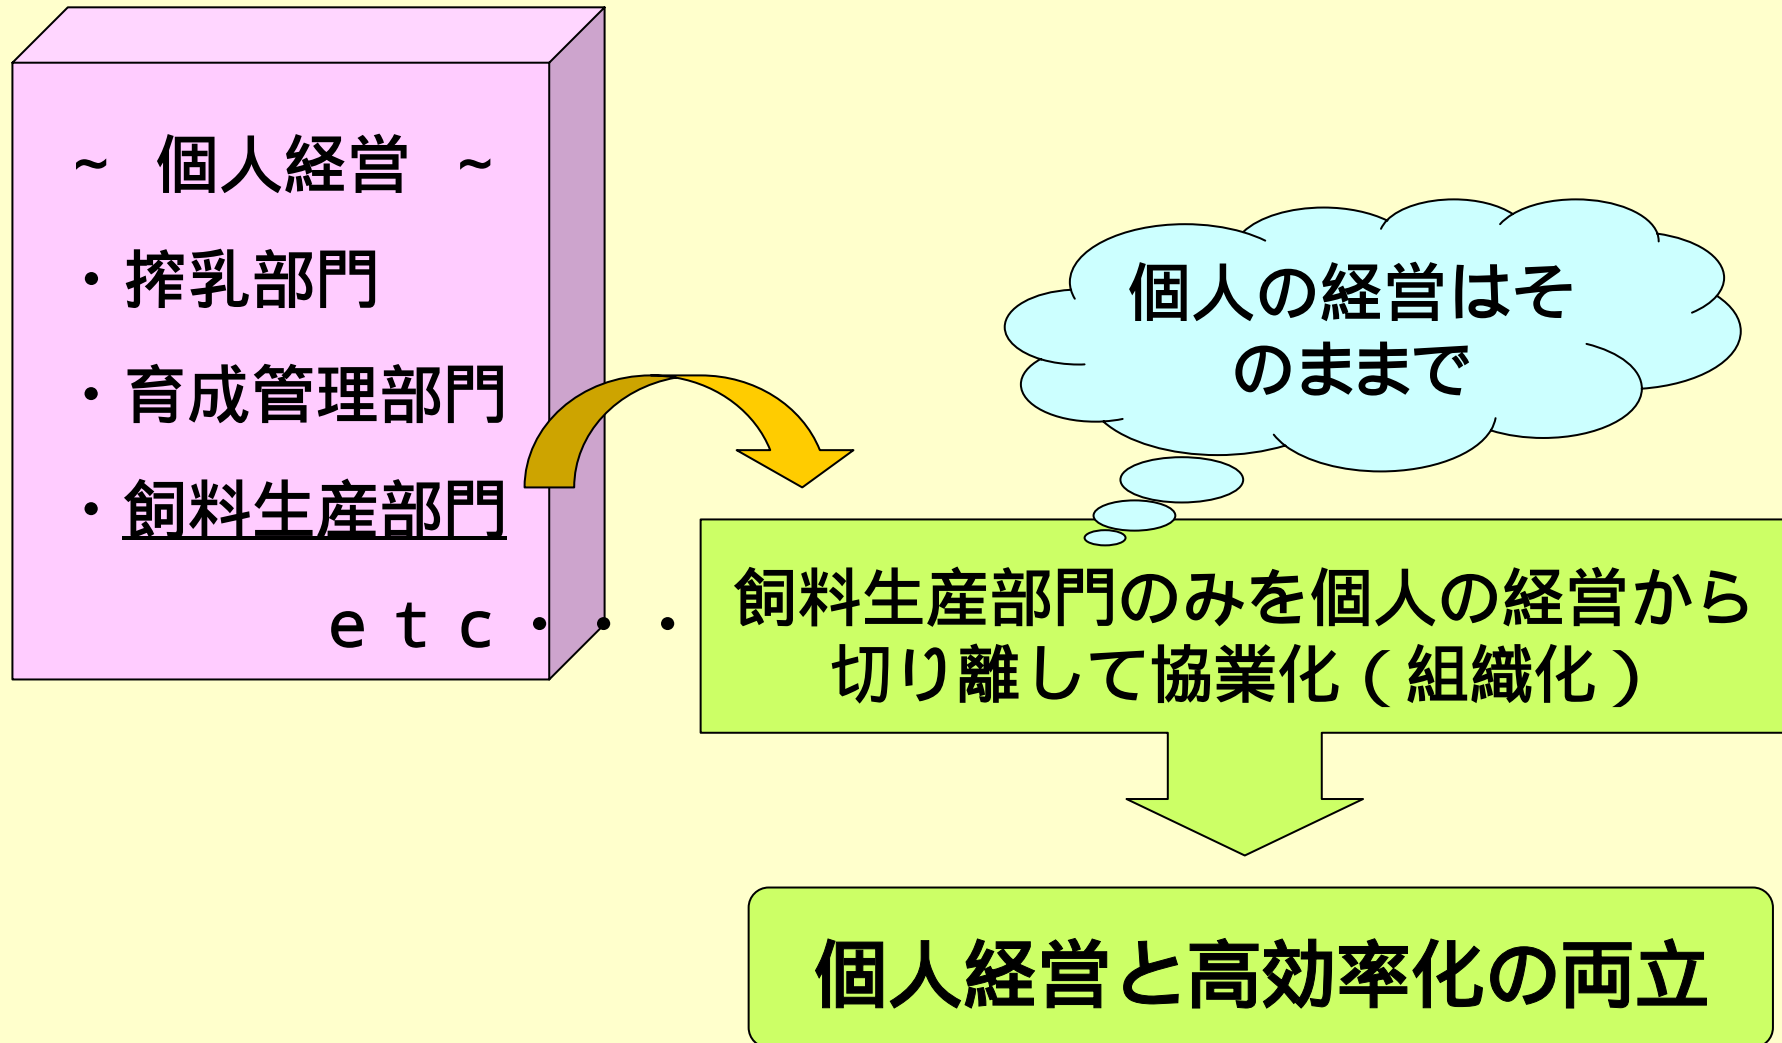 ~ 個人経営 ~
・搾乳部門
・育成管理部門
・飼料生産部門
ｅｔｃ・・・
個人の経営はそ
のままで
飼料生産部門のみを個人の経営から
切り離して協業化（組織化）
個人経営と高効率化の両立